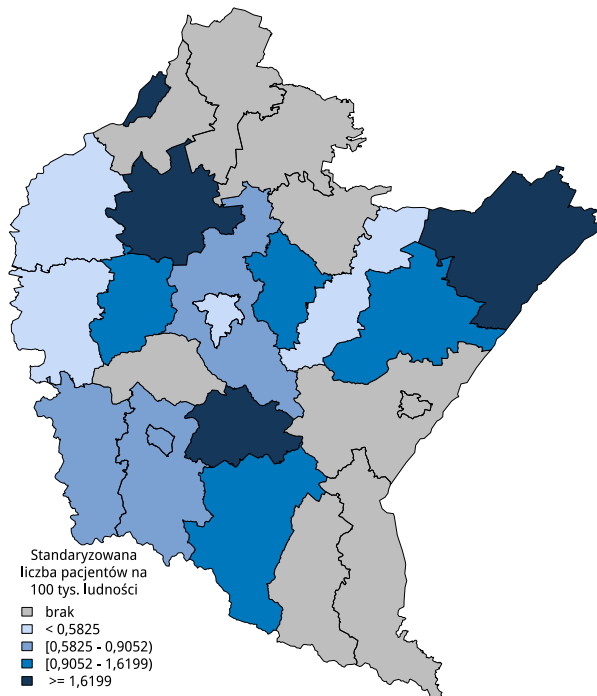 Standaryzowana
liczba pacjentów na
100 tys. ludności
brak
< 0,5825
[0,5825 - 0,9052)
[0,9052 - 1,6199)
>= 1,6199